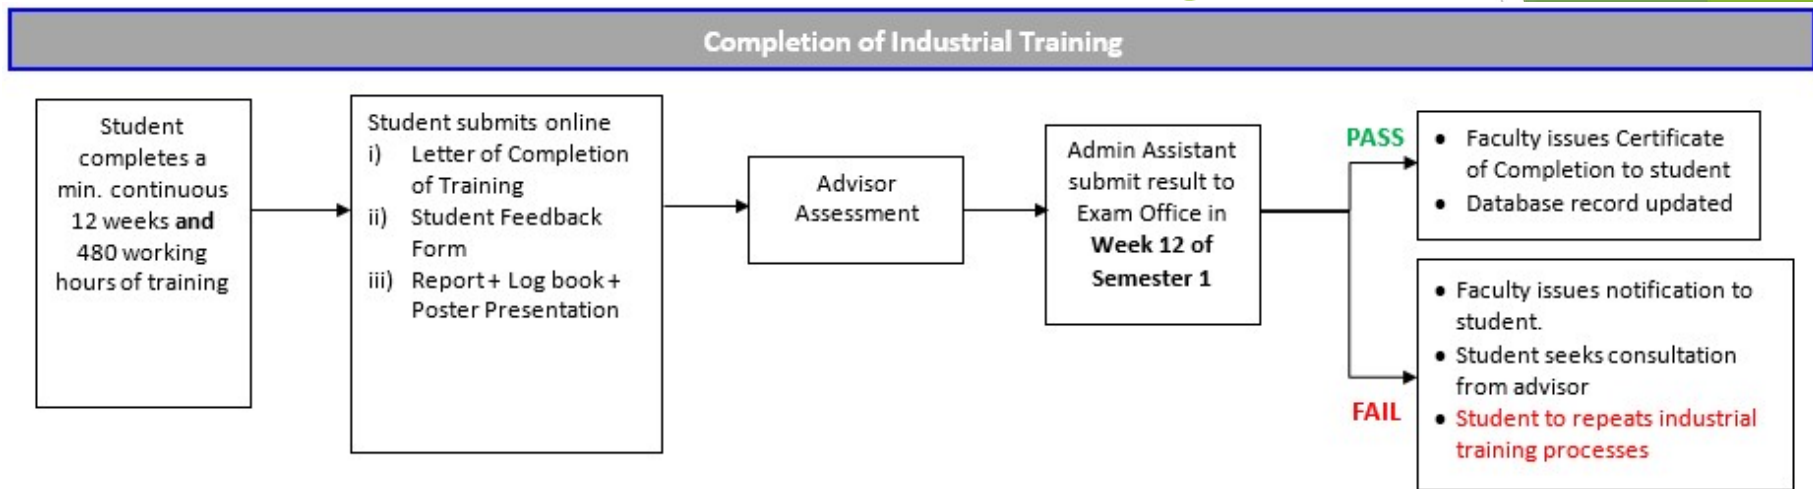 Completion of Industrial Training
Student
completes a
min. continuous
12 weeks and
480 working
hours of training
Student submits online
i) Letter of Completion
of Training
ii) Student Feedback
Form
iii) Report + Log book +
Poster Presentation
Advisor
Assessment
Admin Assistant
submit result to
Exam Office in
Week 12 of
Semester 1
PASS
• Faculty issues Certificate
of Completion to student
• Database record updated
FAIL
• Faculty issues notification to
student.
• Student seeks consultation
from advisor
• Student to repeats industrial
training processes